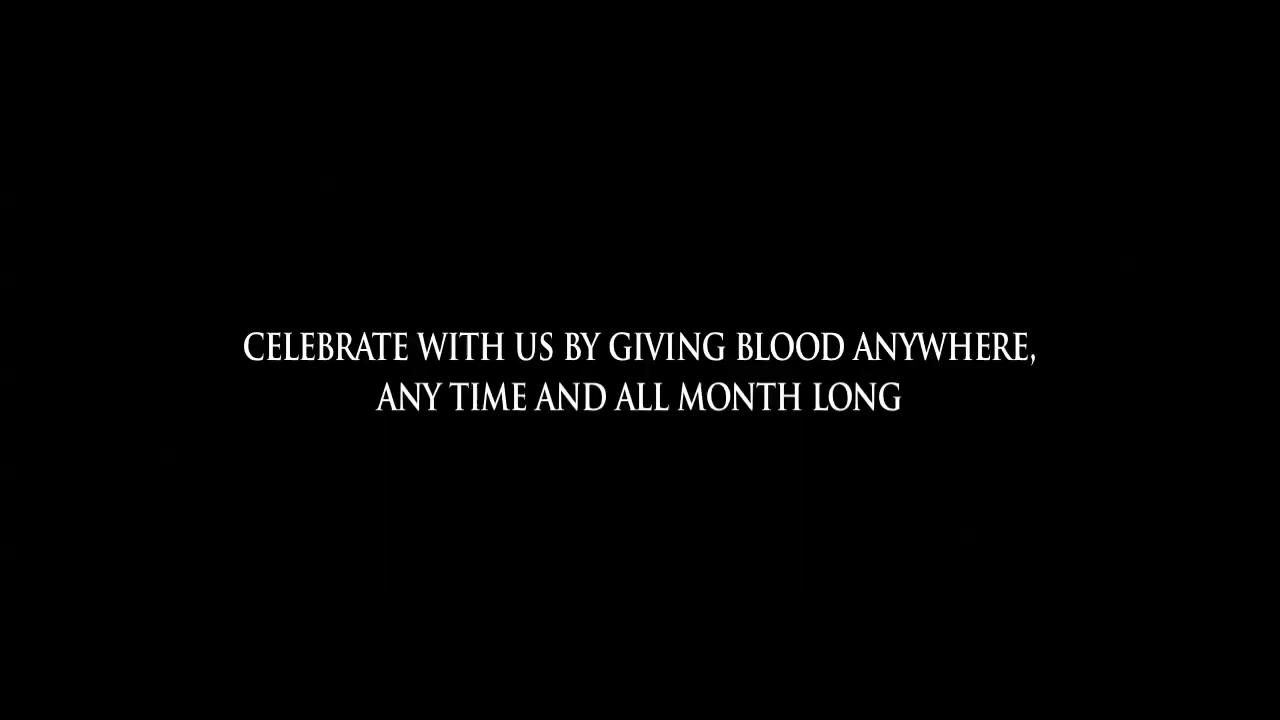 CELEBRATE WITH US BY GIVING BLOOD ANYWHERE,
ANY TIME AND ALL MONTH LONG